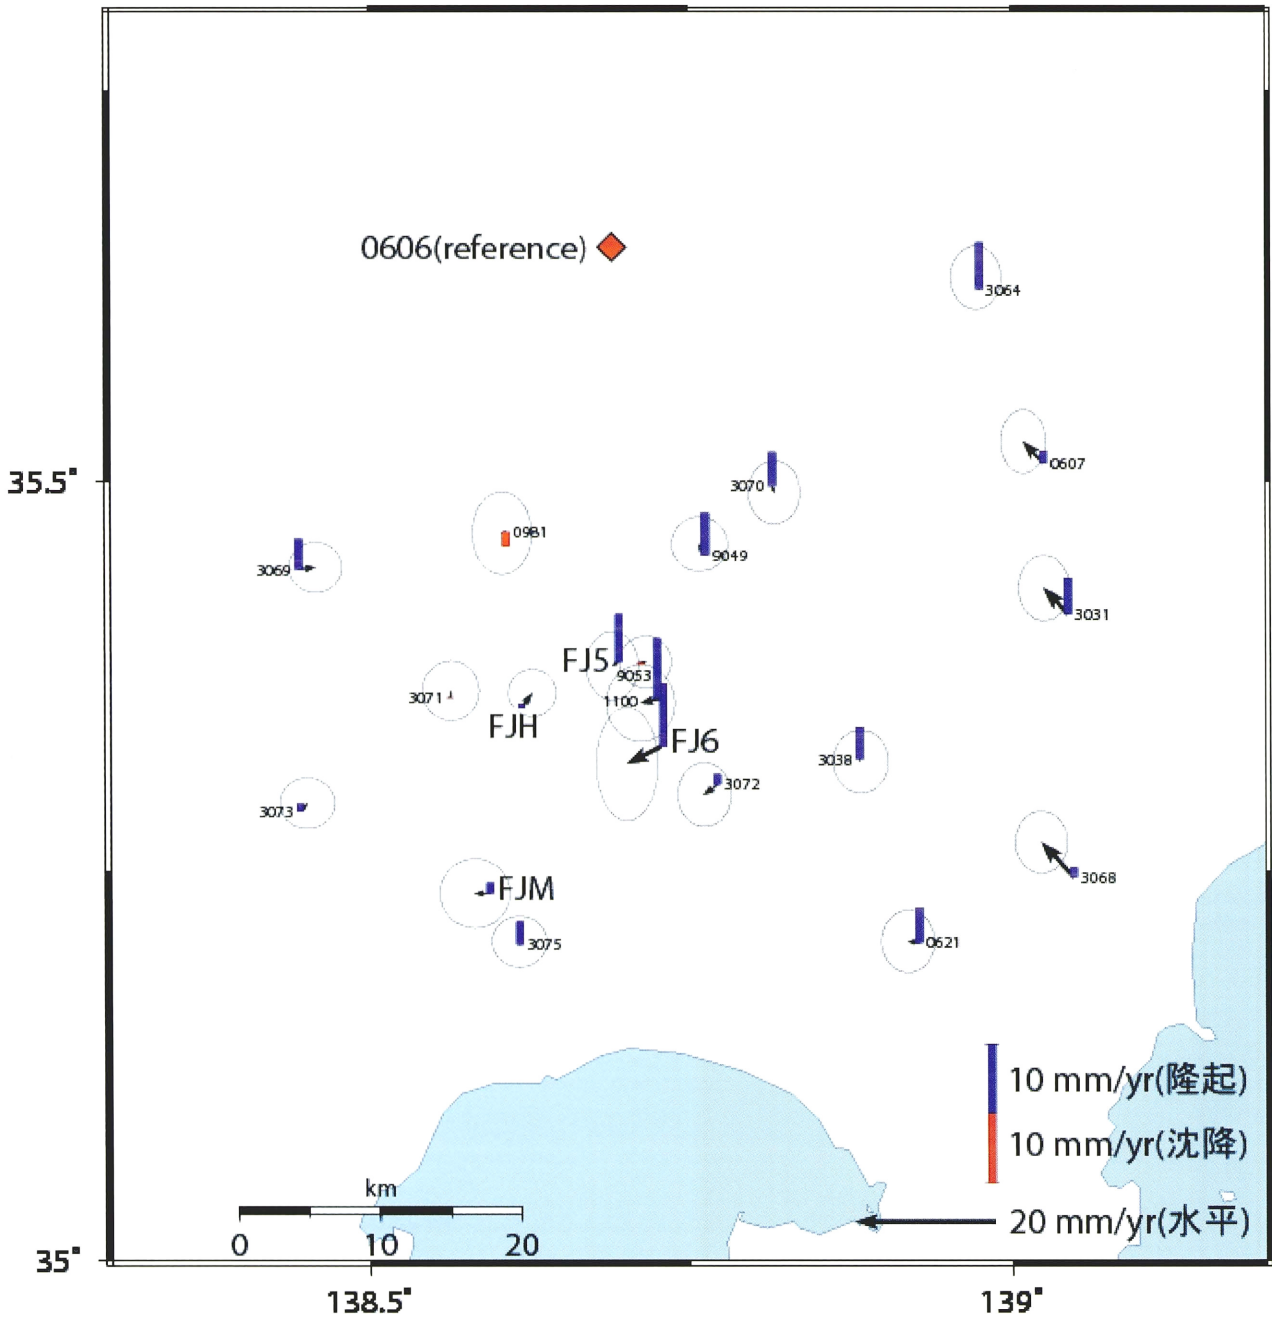 0606(reference)
3064
35.5°
0607
3070
0981
9049
3069
3031
FJ5
9053
3071
1100
FJH
FJ6
3038
3072
3073
3068
FJM
3075
0621
10 mm/yr(隆起)
10 mm/yr(沈降)
km
20 mm/yr(水平)
0 10 20
35°
138.5° 139°